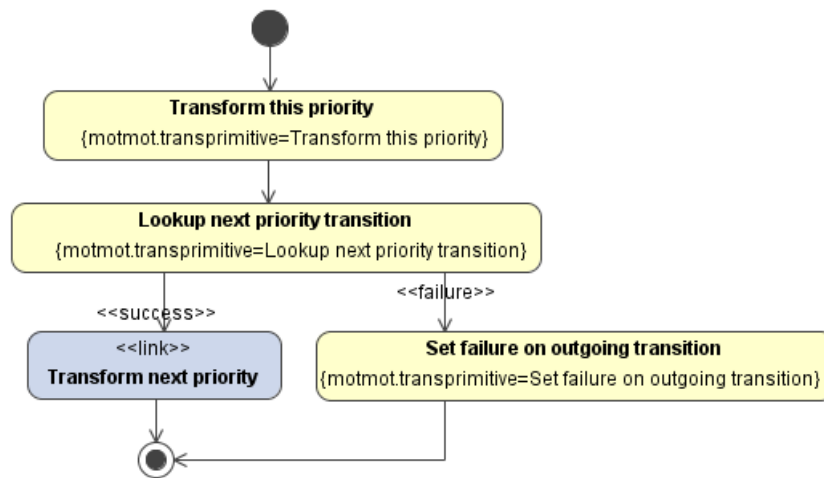 Transform this priority
{motmot.transprimitive=Transform this priority}
Lookup next priority transition
{motmot.transprimitive=Lookup next priority transition}
<<success>>
<<failure>>
<<link>>
Transform next priority
Set failure on outgoing transition
{motmot.transprimitive=Set failure on outgoing transition}